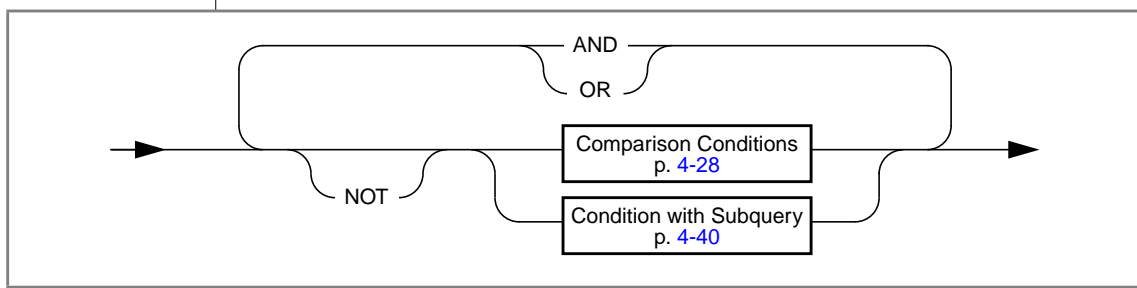 AND
OR
Comparison Conditions
p. 4-28
NOT
Condition with Subquery
p. 4-40